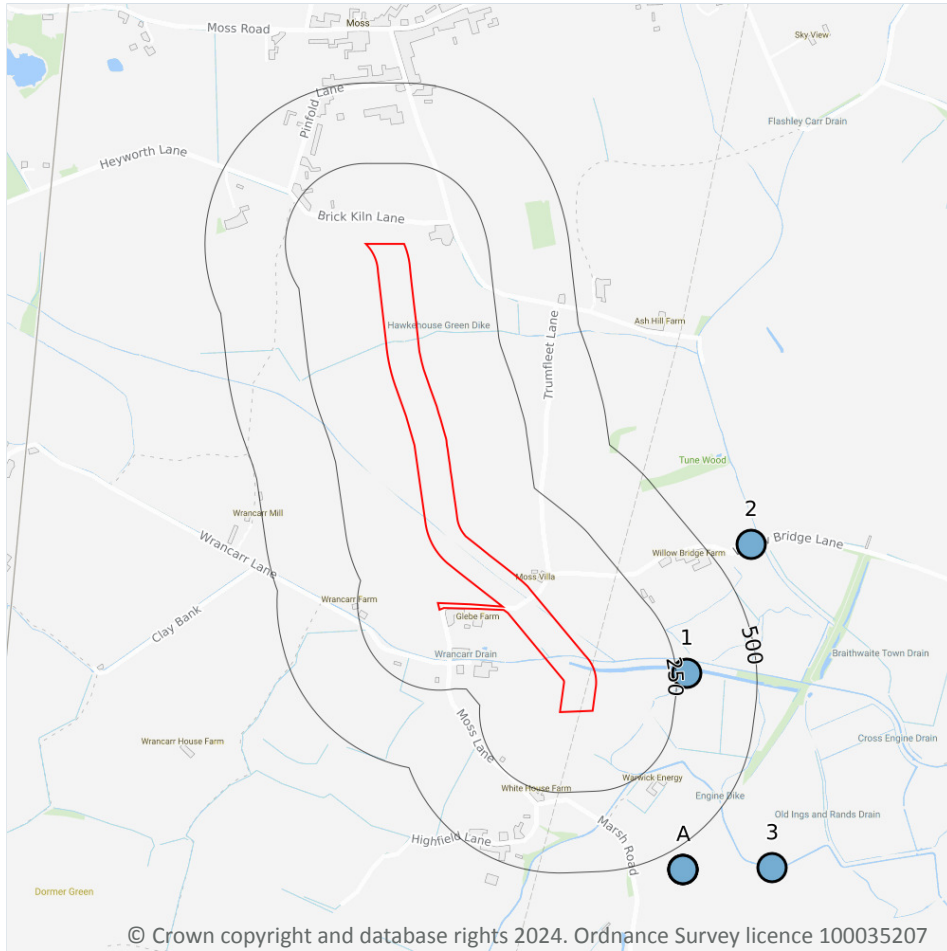 Moss Road
Moss
Sky View
Pinfold Lane
Flashley Carr Drain
Heyworth Lane
Brick Kiln Lane
Hawkehouse Green Dike
Trumfleet Lane
Ash Hill Farm
Tune Wood
Wrancarr Mill
2
Bridge Lane
Wrancarr Lane
Willow Bridge Farm
Moss Villa
Wrancarr Farm
Clay Bank
Glebe Farm
1
500
Wrancarr Drain
Braithwaite Town Drain
250
Wrancarr House Farm
Moss Lane
Cross Engine Drain
Warwick Energy
White House Farm
Engine Dike
Old Ings and Rands Drain
Highfield Lane
Marsh Road
A
3
Dormer Green
© Crown copyright and database rights 2024. Ordnance Survey licence 100035207